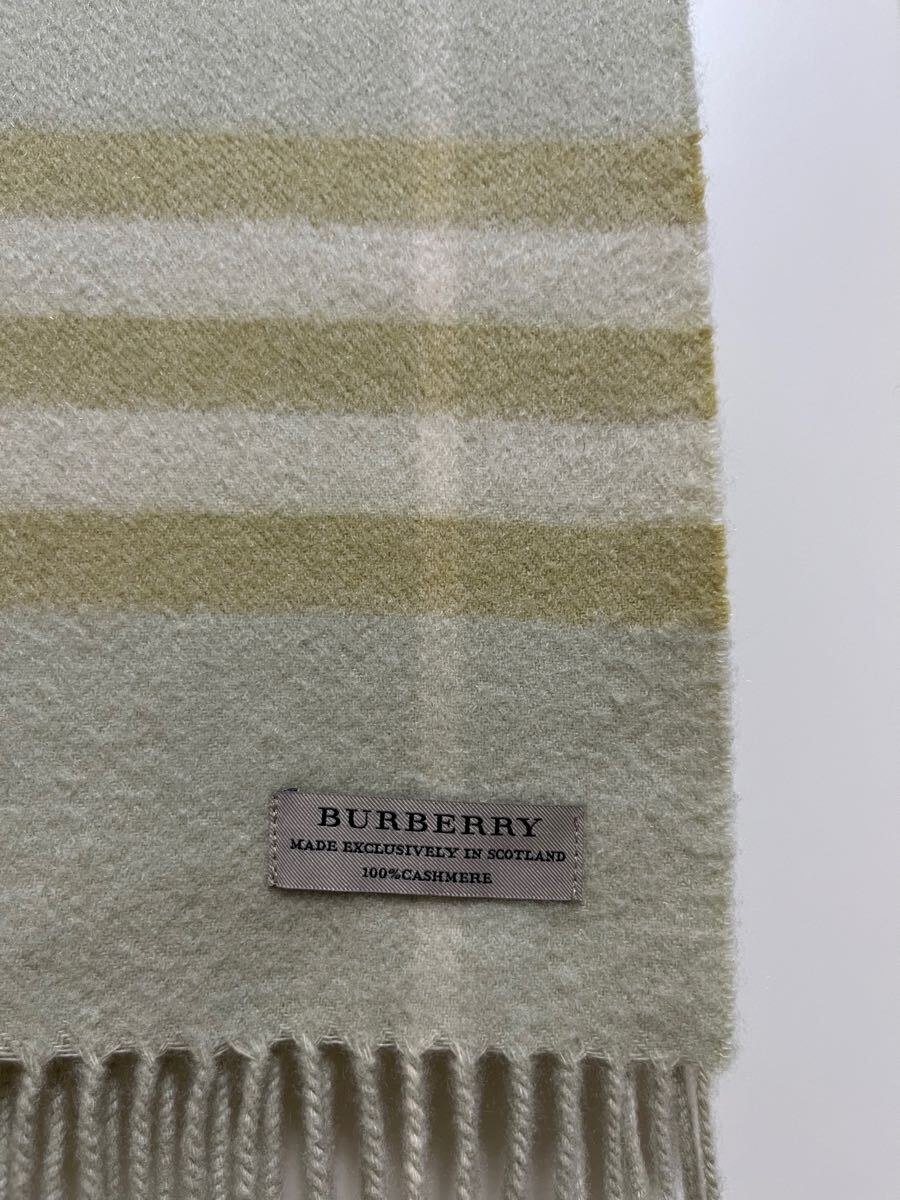 BURBERRY
MADE EXCLUSIVELY IN SCOTLAND
100%CASHMERE